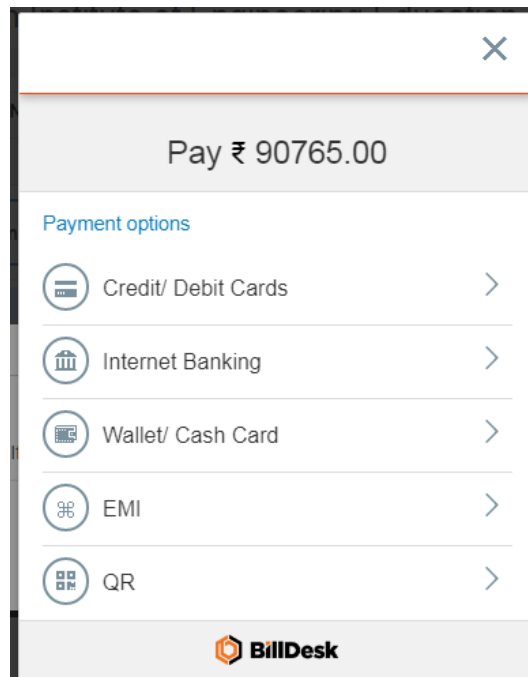 Pay ₹ 90765.00
Payment options
Credit/ Debit Cards
Internet Banking
Wallet/ Cash Card
EMI
QR
BillDesk